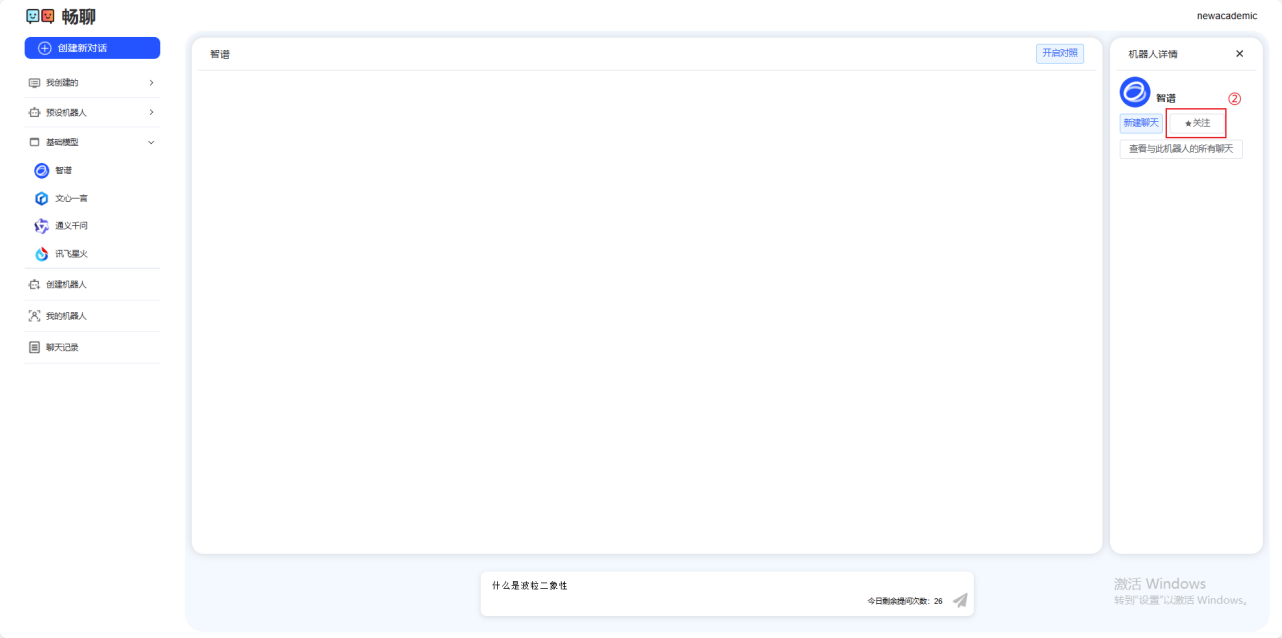 畅聊
newacademic
创建新对话
我创建的
预设机器人
基础模型
智谱
文心一言
通义千问
讯飞星火
创建机器人
我的机器人
聊天记录
智谱
开启对照
机器人详情
智谱
②
新建聊天
★关注
查看与此机器人的所有聊天
什么是波粒二象性
今日剩余提问次数: 26
激活 Windows
转到"设置"以激活 Windows。